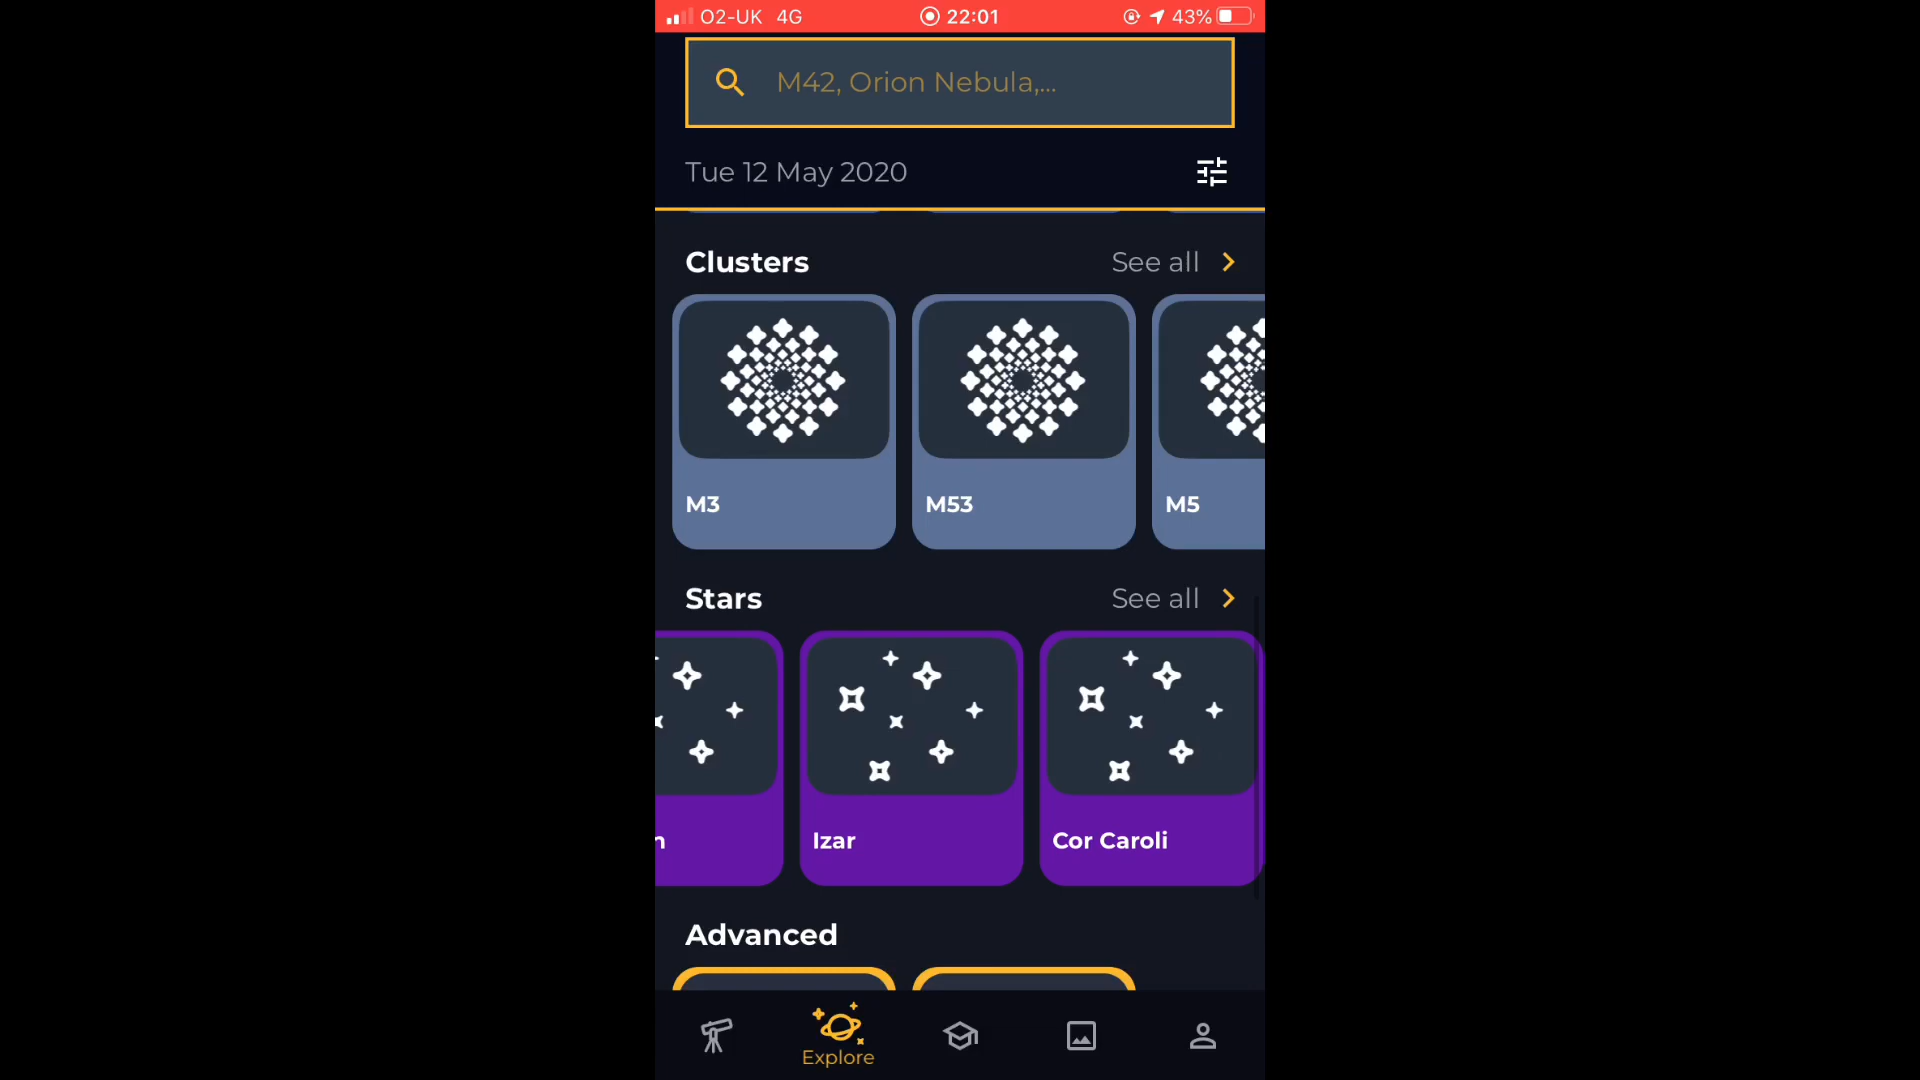 O2-UK 4G 22:01 43%
M42, Orion Nebula,...
Tue 12 May 2020
Clusters See all
M3 M53 M5
Stars See all
n Izar Cor Caroli
Advanced
Explore